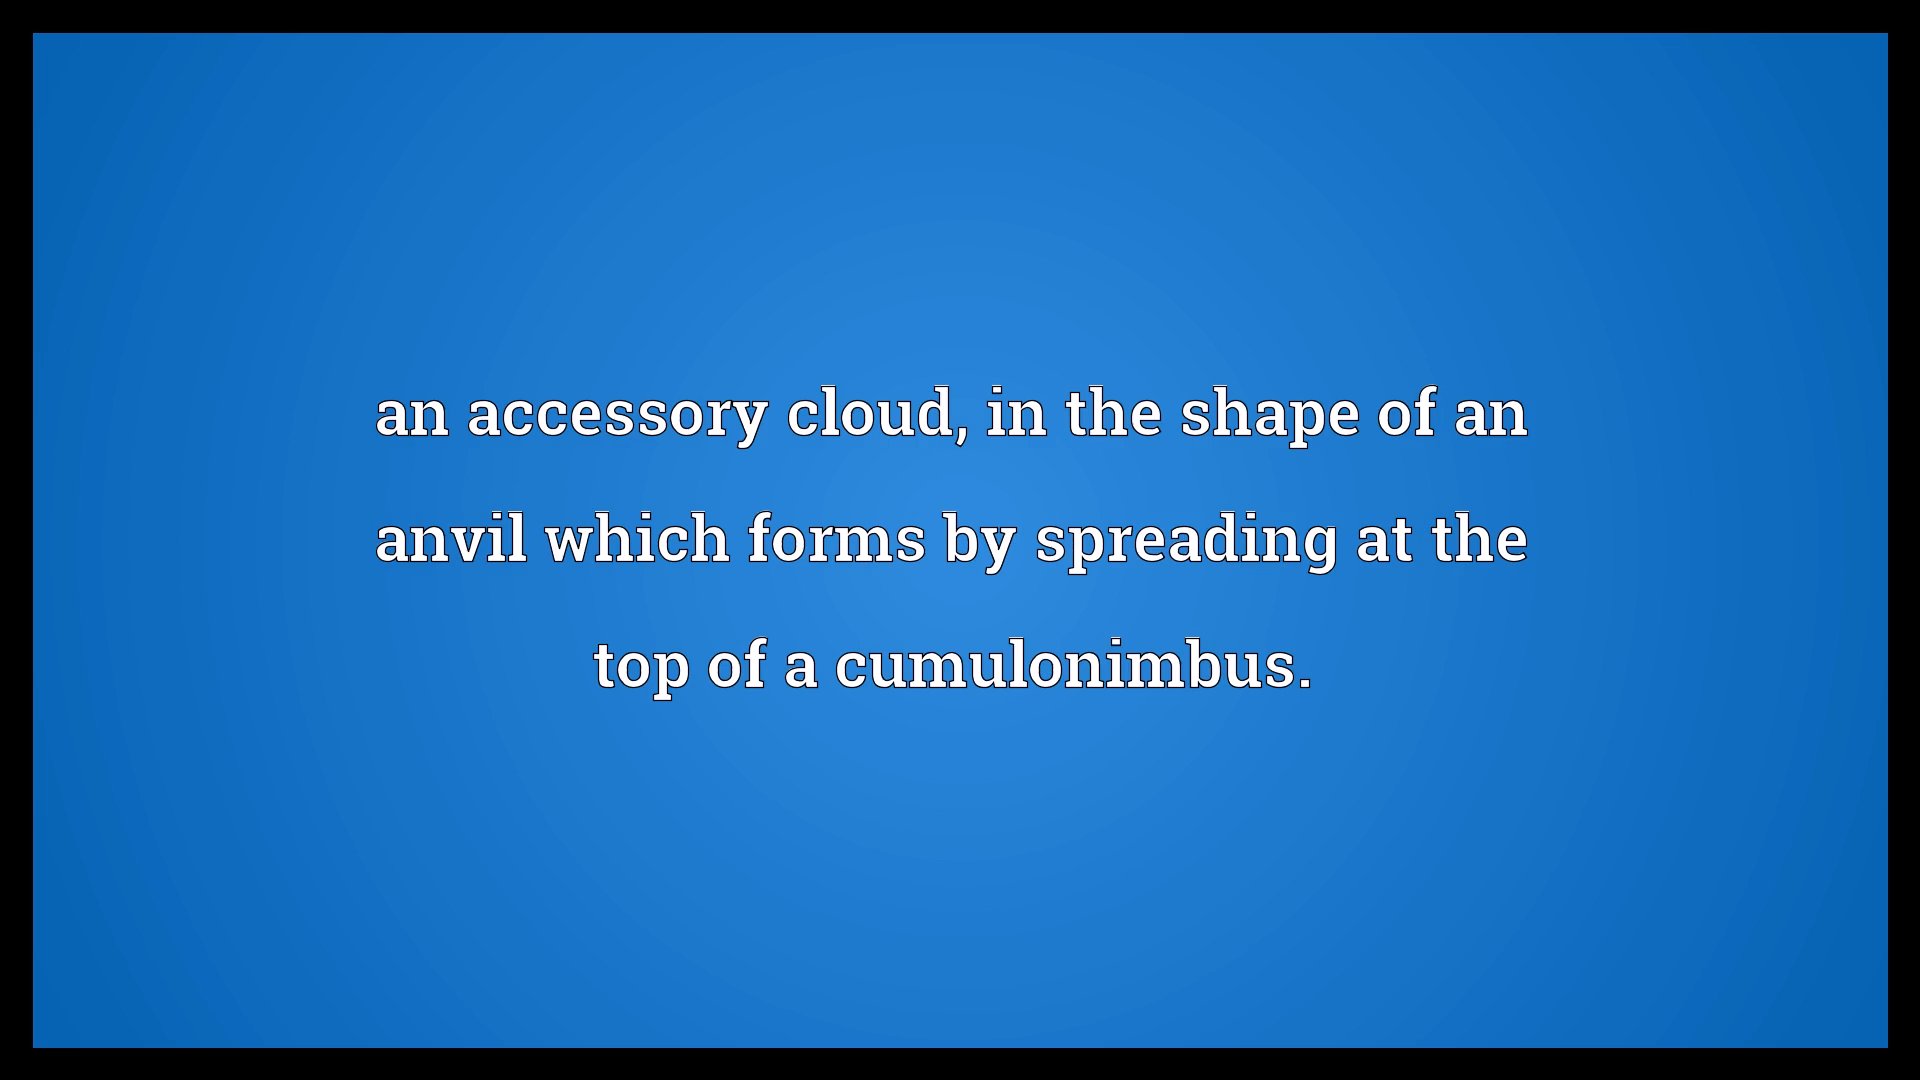 an accessory cloud, in the shape of an
anvil which forms by spreading at the
top of a cumulonimbus.